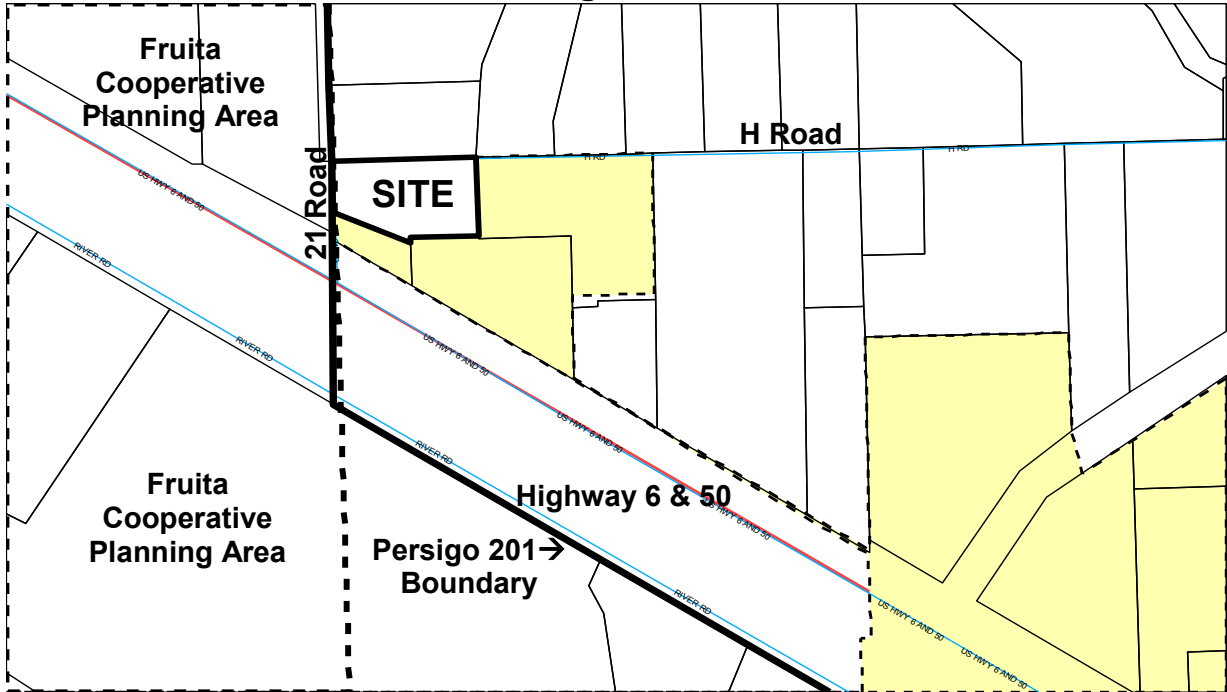 Fruita
Cooperative
Planning Area
H Road
H RD
H RD
21 Road
SITE
US HWY 6 AND 50
RIVER RD
RIVER RD
US HWY 6 AND 50
US HWY 6 AND 50
RIVER RD
Highway 6 & 50
US HWY 6 AND 50
Fruita
Cooperative
Planning Area
Persigo 201→
Boundary
RIVER RD
US HWY 6 AND 50
US HWY 6 AND 50